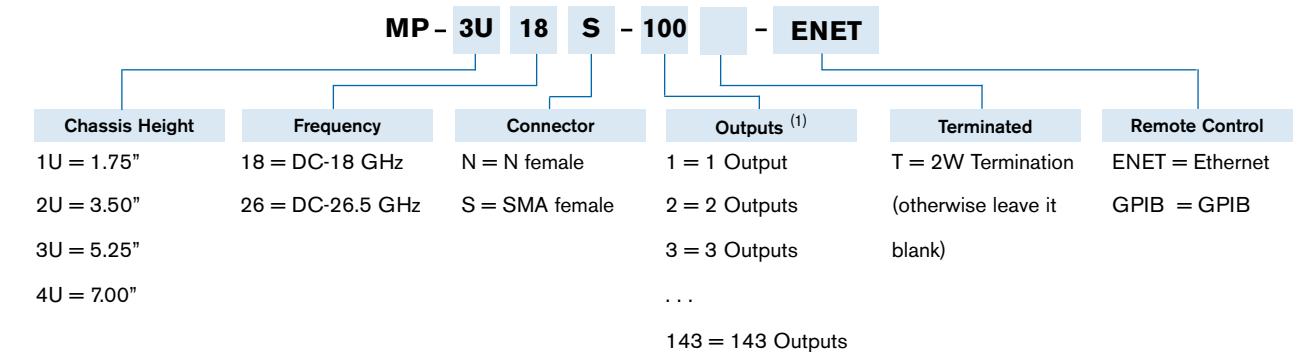 MP – 3U 18 S – 100 – ENET
Chassis Height Frequency Connector Outputs (1) Terminated Remote Control
1U = 1.75” 18 = DC-18 GHz N = N female 1 = 1 Output T = 2W Termination ENET = Ethernet
2U = 3.50” 26 = DC-26.5 GHz S = SMA female 2 = 2 Outputs (otherwise leave it GPIB = GPIB
3U = 5.25” 3 = 3 Outputs blank)
4U = 7.00” . . .
143 = 143 Outputs